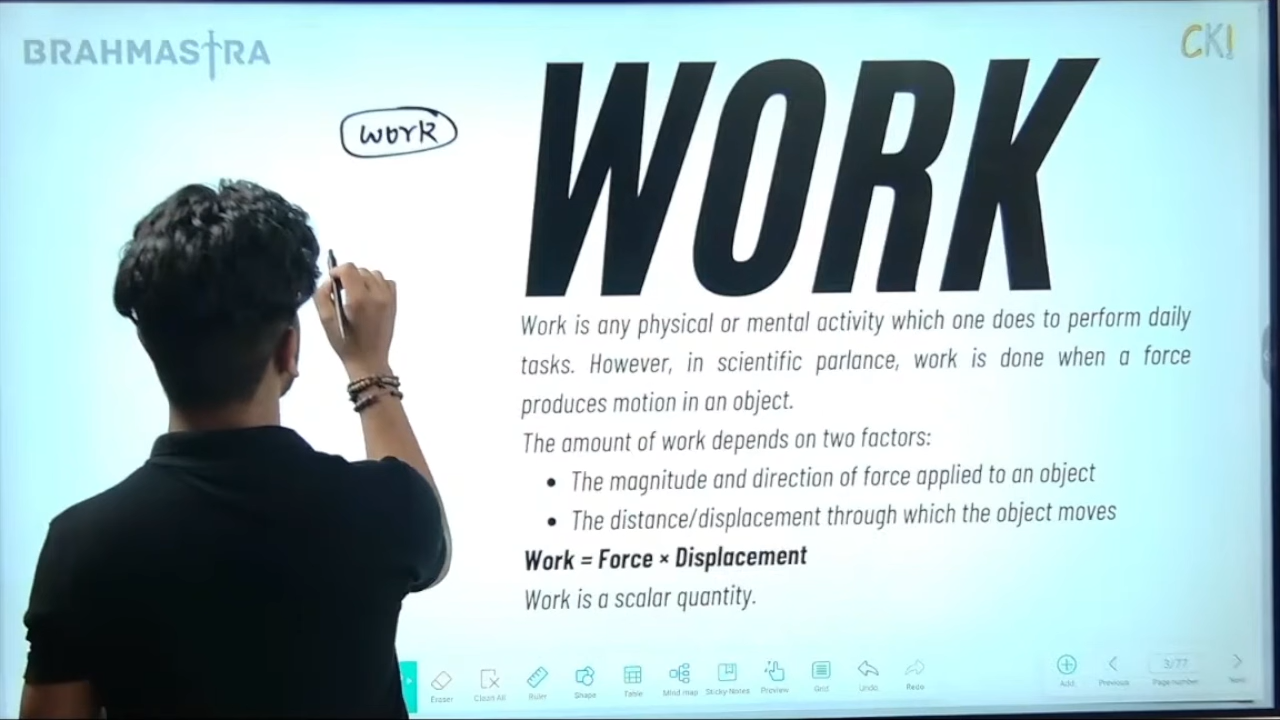 BRAHMASTRA
CKI
work
WORK
Work is any physical or mental activity which one does to perform daily
tasks. However, in scientific parlance, work is done when a force
produces motion in an object.
The amount of work depends on two factors:
• The magnitude and direction of force applied to an object
• The distance/displacement through which the object moves
Work = Force × Displacement
Work is a scalar quantity.
Eraser Clean All Ruler Shape Table Mind map Sticky Notes Preview Grid Undo Redo Add Previous 3/77 Page number Next